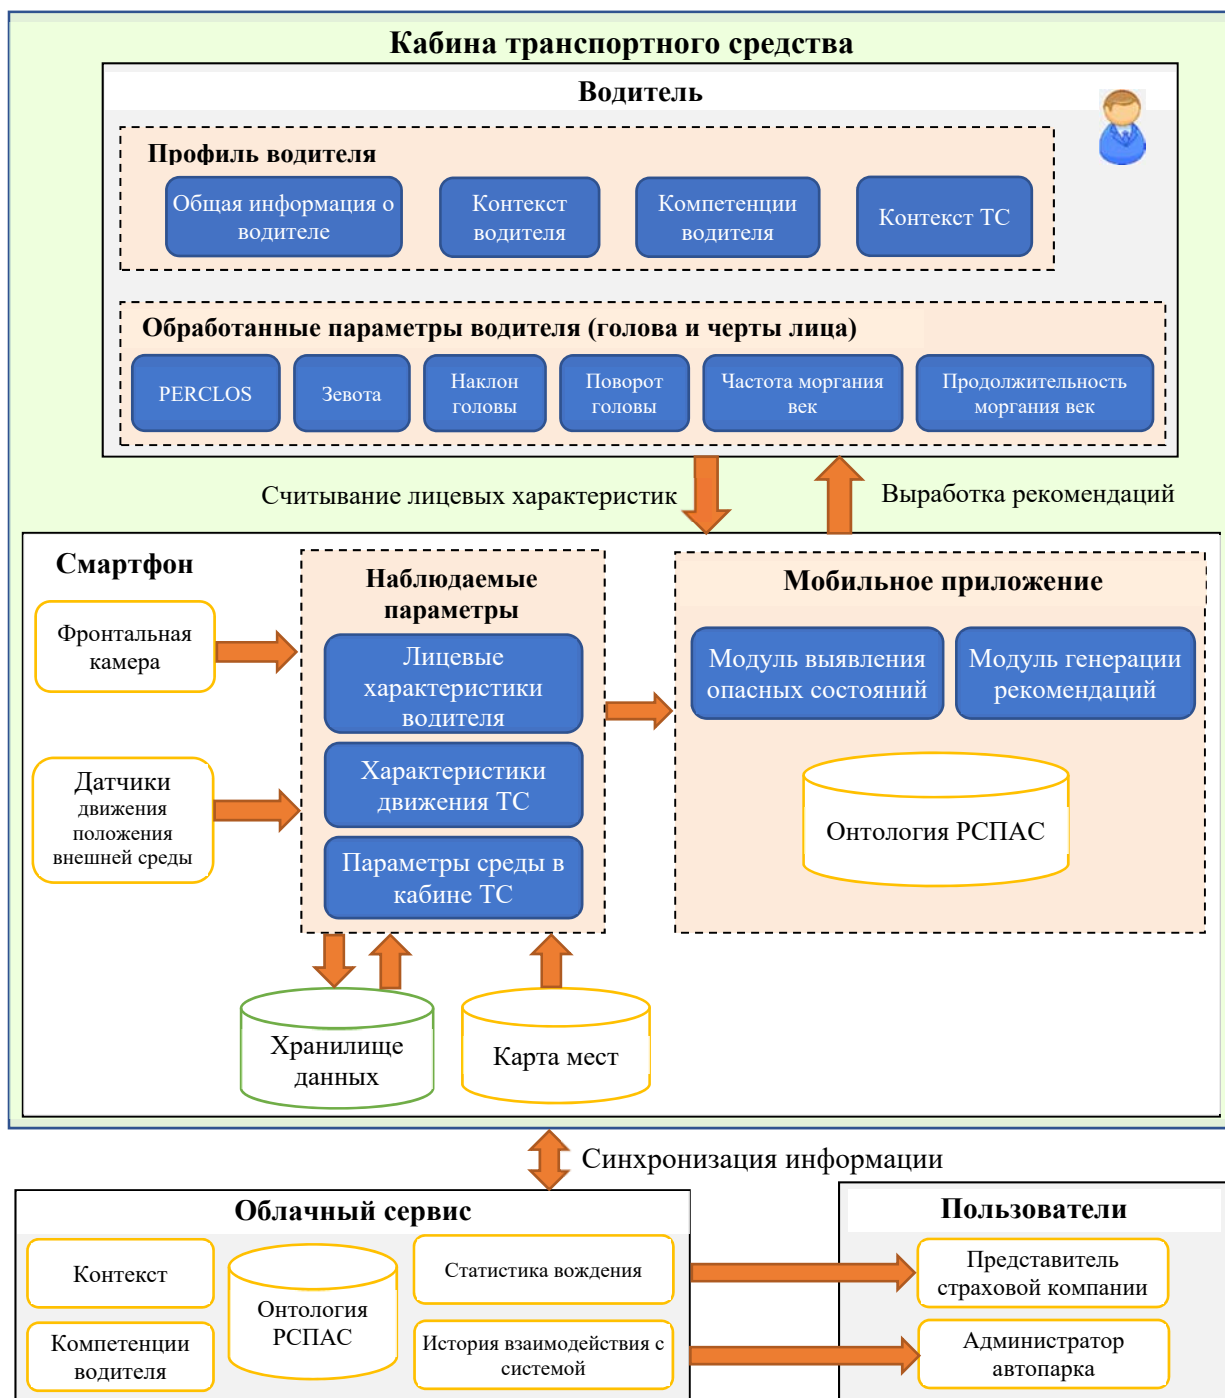 Кабина транспортного средства
Водитель
Профиль водителя
Общая информация о
водителе
Контекст
водителя
Компетенции
водителя
Контекст ТС
Обработанные параметры водителя (голова и черты лица)
PERCLOS
Зевота
Наклон
головы
Поворот
головы
Частота моргания
век
Продолжительность
моргания век
Считывание лицевых характеристик
Выработка рекомендаций
Смартфон
Фронтальная
камера
Датчики
движения
положения
внешней среды
Наблюдаемые
параметры
Лицевые
характеристики
водителя
Характеристики
движения ТС
Параметры среды в
кабине ТС
Мобильное приложение
Модуль выявления
опасных состояний
Модуль генерации
рекомендаций
Онтология РСПАС
Хранилище
данных
Карта мест
Синхронизация информации
Облачный сервис
Контекст
Компетенции
водителя
Онтология
РСПАС
Статистика вождения
История взаимодействия с
системой
Пользователи
Представитель
страховой компании
Администратор
автопарка